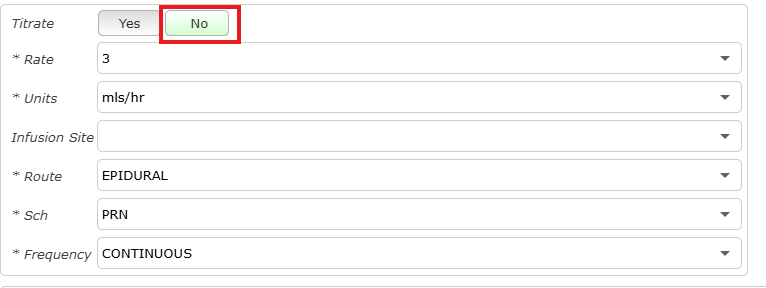 Titrate Yes No
* Rate 3
* Units mls/hr
Infusion Site
* Route EPIDURAL
* Sch PRN
* Frequency CONTINUOUS